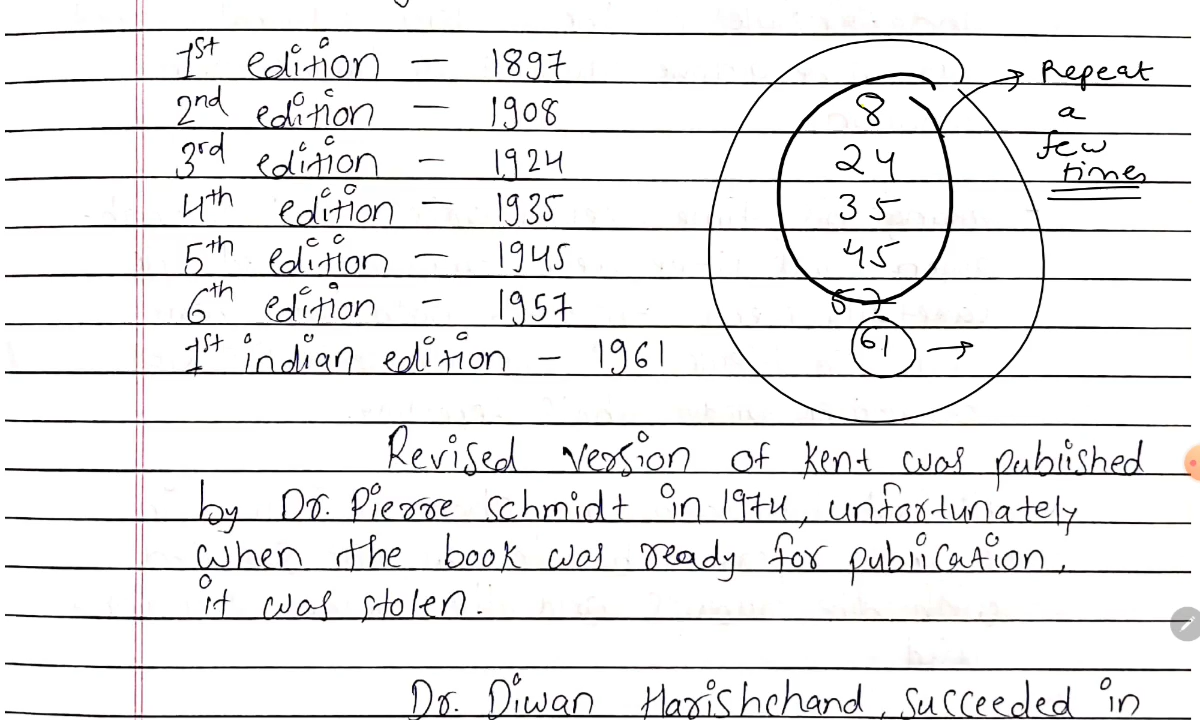 1st edition – 1897
2nd edition – 1908
3rd edition – 1924
4th edition – 1935
5th edition – 1945
6th edition – 1957
1st indian edition – 1961
8
24
35
45
57
61 →
→ Repeat
a
few
times
Revised version of Kent was published
by Dr. Pierre schmidt in 1974, unfortunately
when the book was ready for publication,
it was stolen.
Dr. Diwan Harishchand, succeeded in